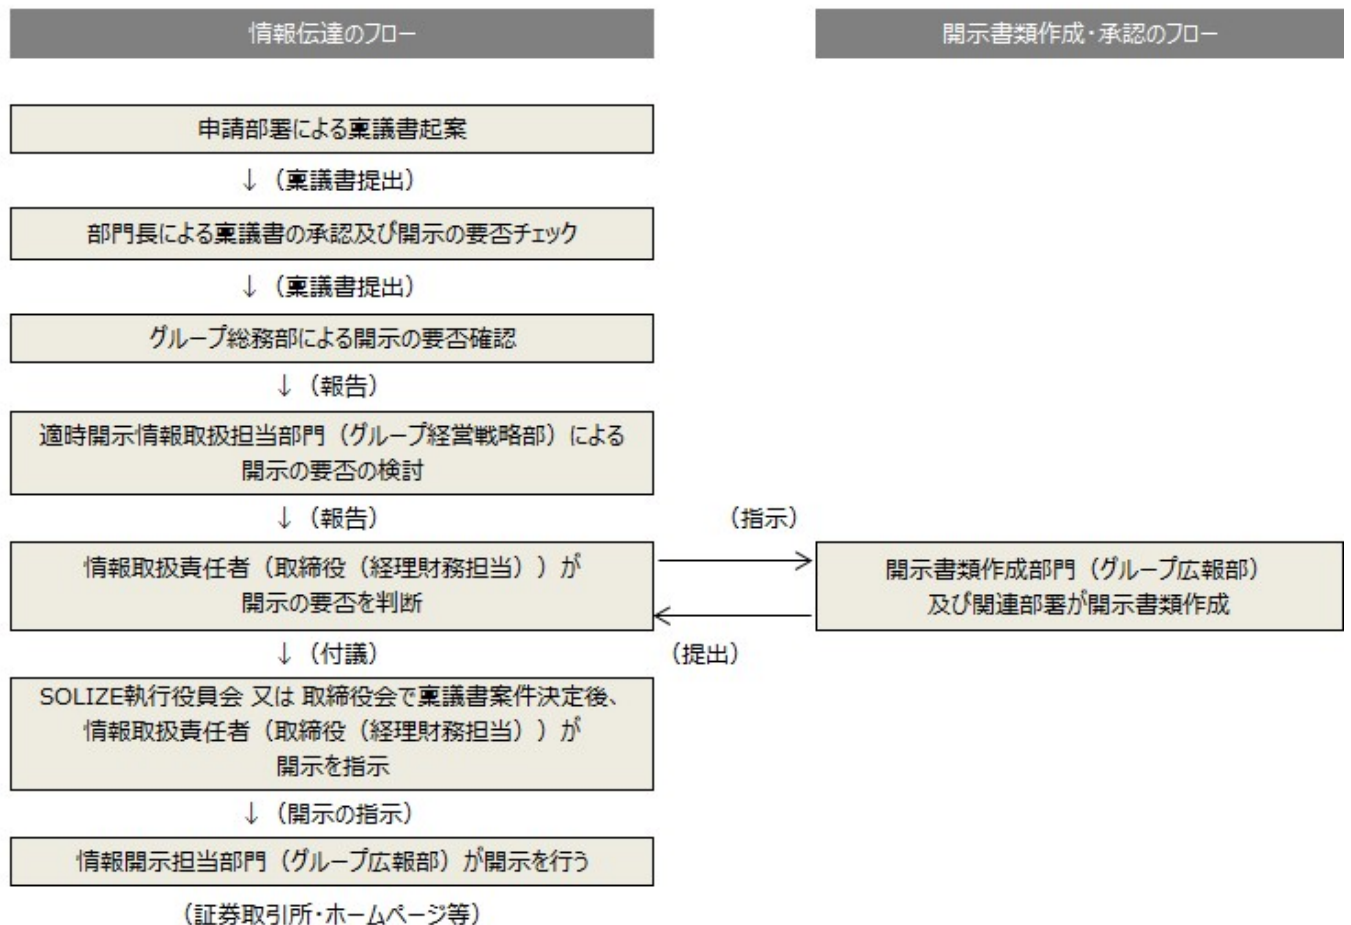 情報伝達のフロー
開示書類作成・承認のフロー
申請部署による稟議書起案
↓（稟議書提出）
部門長による稟議書の承認及び開示の要否チェック
↓（稟議書提出）
グループ総務部による開示の要否確認
↓（報告）
適時開示情報取扱担当部門（グループ経営戦略部）による
開示の要否の検討
↓（報告）
（指示）
情報取扱責任者（取締役（経理財務担当））が
開示の要否を判断
開示書類作成部門（グループ広報部）
及び関連部署が開示書類作成
↓（付議）
（提出）
SOLIZE執行役員会 又は 取締役会で稟議書案件決定後、
情報取扱責任者（取締役（経理財務担当））が
開示を指示
↓（開示の指示）
情報開示担当部門（グループ広報部）が開示を行う
（証券取引所・ホームページ等）